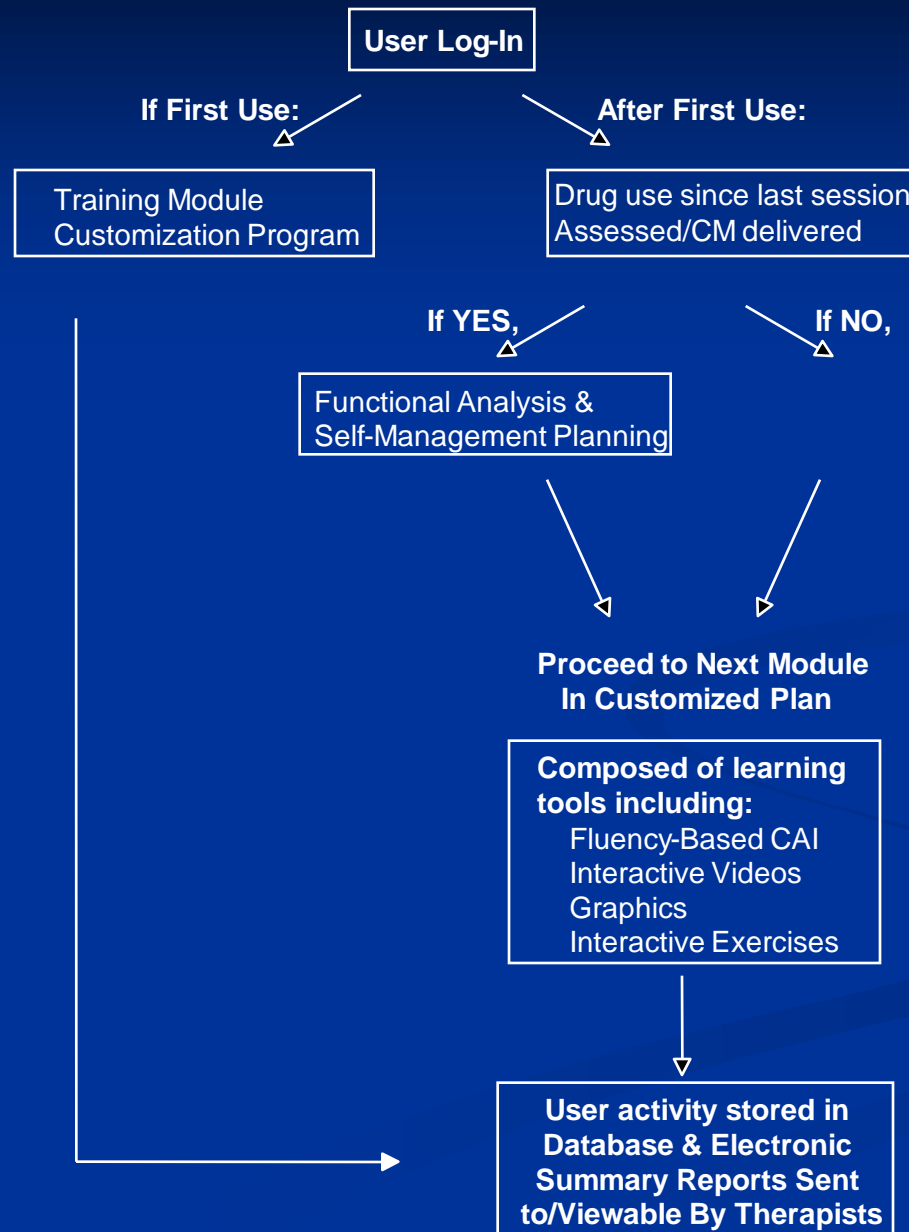 User Log-In
If First Use:
After First Use:
Training Module
Customization Program
Drug use since last session
Assessed/CM delivered
If YES,
If NO,
Functional Analysis &
Self-Management Planning
Proceed to Next Module
In Customized Plan
Composed of learning
tools including:
Fluency-Based CAI
Interactive Videos
Graphics
Interactive Exercises
User activity stored in
Database & Electronic
Summary Reports Sent
to/Viewable By Therapists